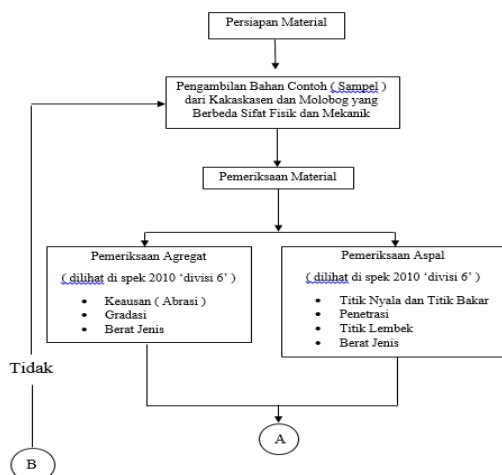 Persiapan Material
Pengambilan Bahan Contoh ( Sampel )
dari Kakaskasen dan Molobog yang
Berbeda Sifat Fisik dan Mekanik
Pemeriksaan Material
Pemeriksaan Agregat
( dilihat di spek 2010 ‘divisi 6’ )
• Keausan ( Abrasi )
• Gradasi
• Berat Jenis
Pemeriksaan Aspal
( dilihat di spek 2010 ‘divisi 6’ )
• Titik Nyala dan Titik Bakar
• Penetrasi
• Titik Lembek
• Berat Jenis
Tidak
A
B